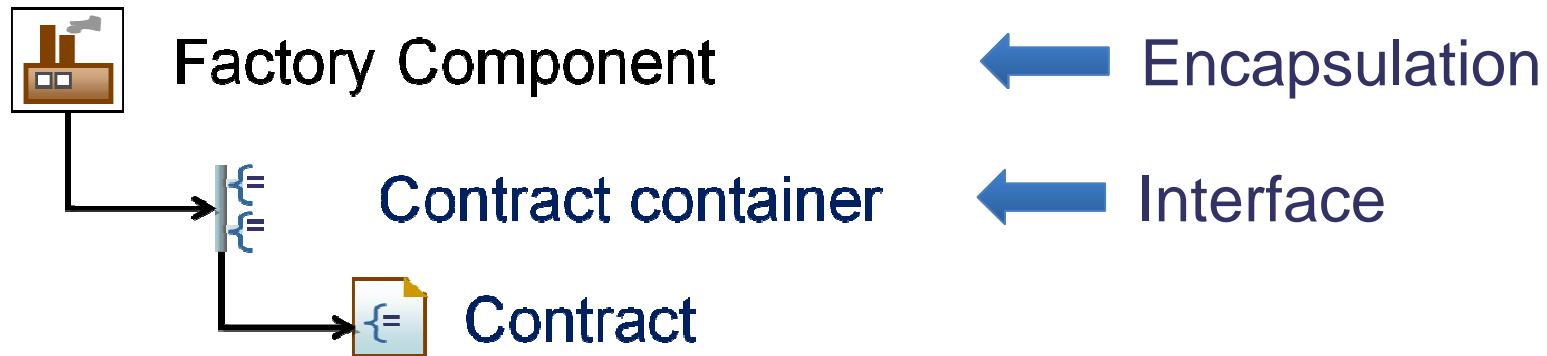 Factory Component Encapsulation
Contract container Interface
Contract